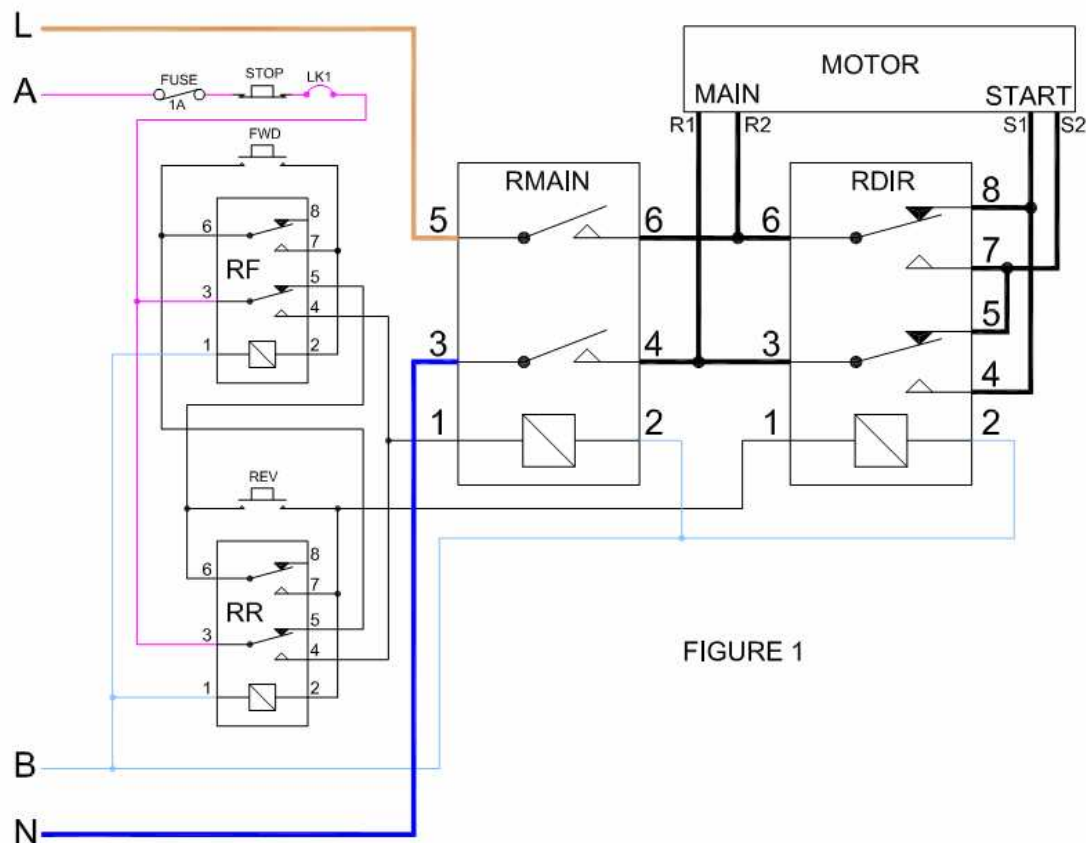 L
A
FUSE
1A
STOP
LK1
FWD
MOTOR
MAIN
START
R1
R2
S1
S2
RF
6
3
1
8
7
5
4
2
RMAIN
5
3
1
6
4
2
RDIR
6
3
1
8
7
5
4
2
REV
RR
6
3
1
8
7
5
4
2
FIGURE 1
B
N